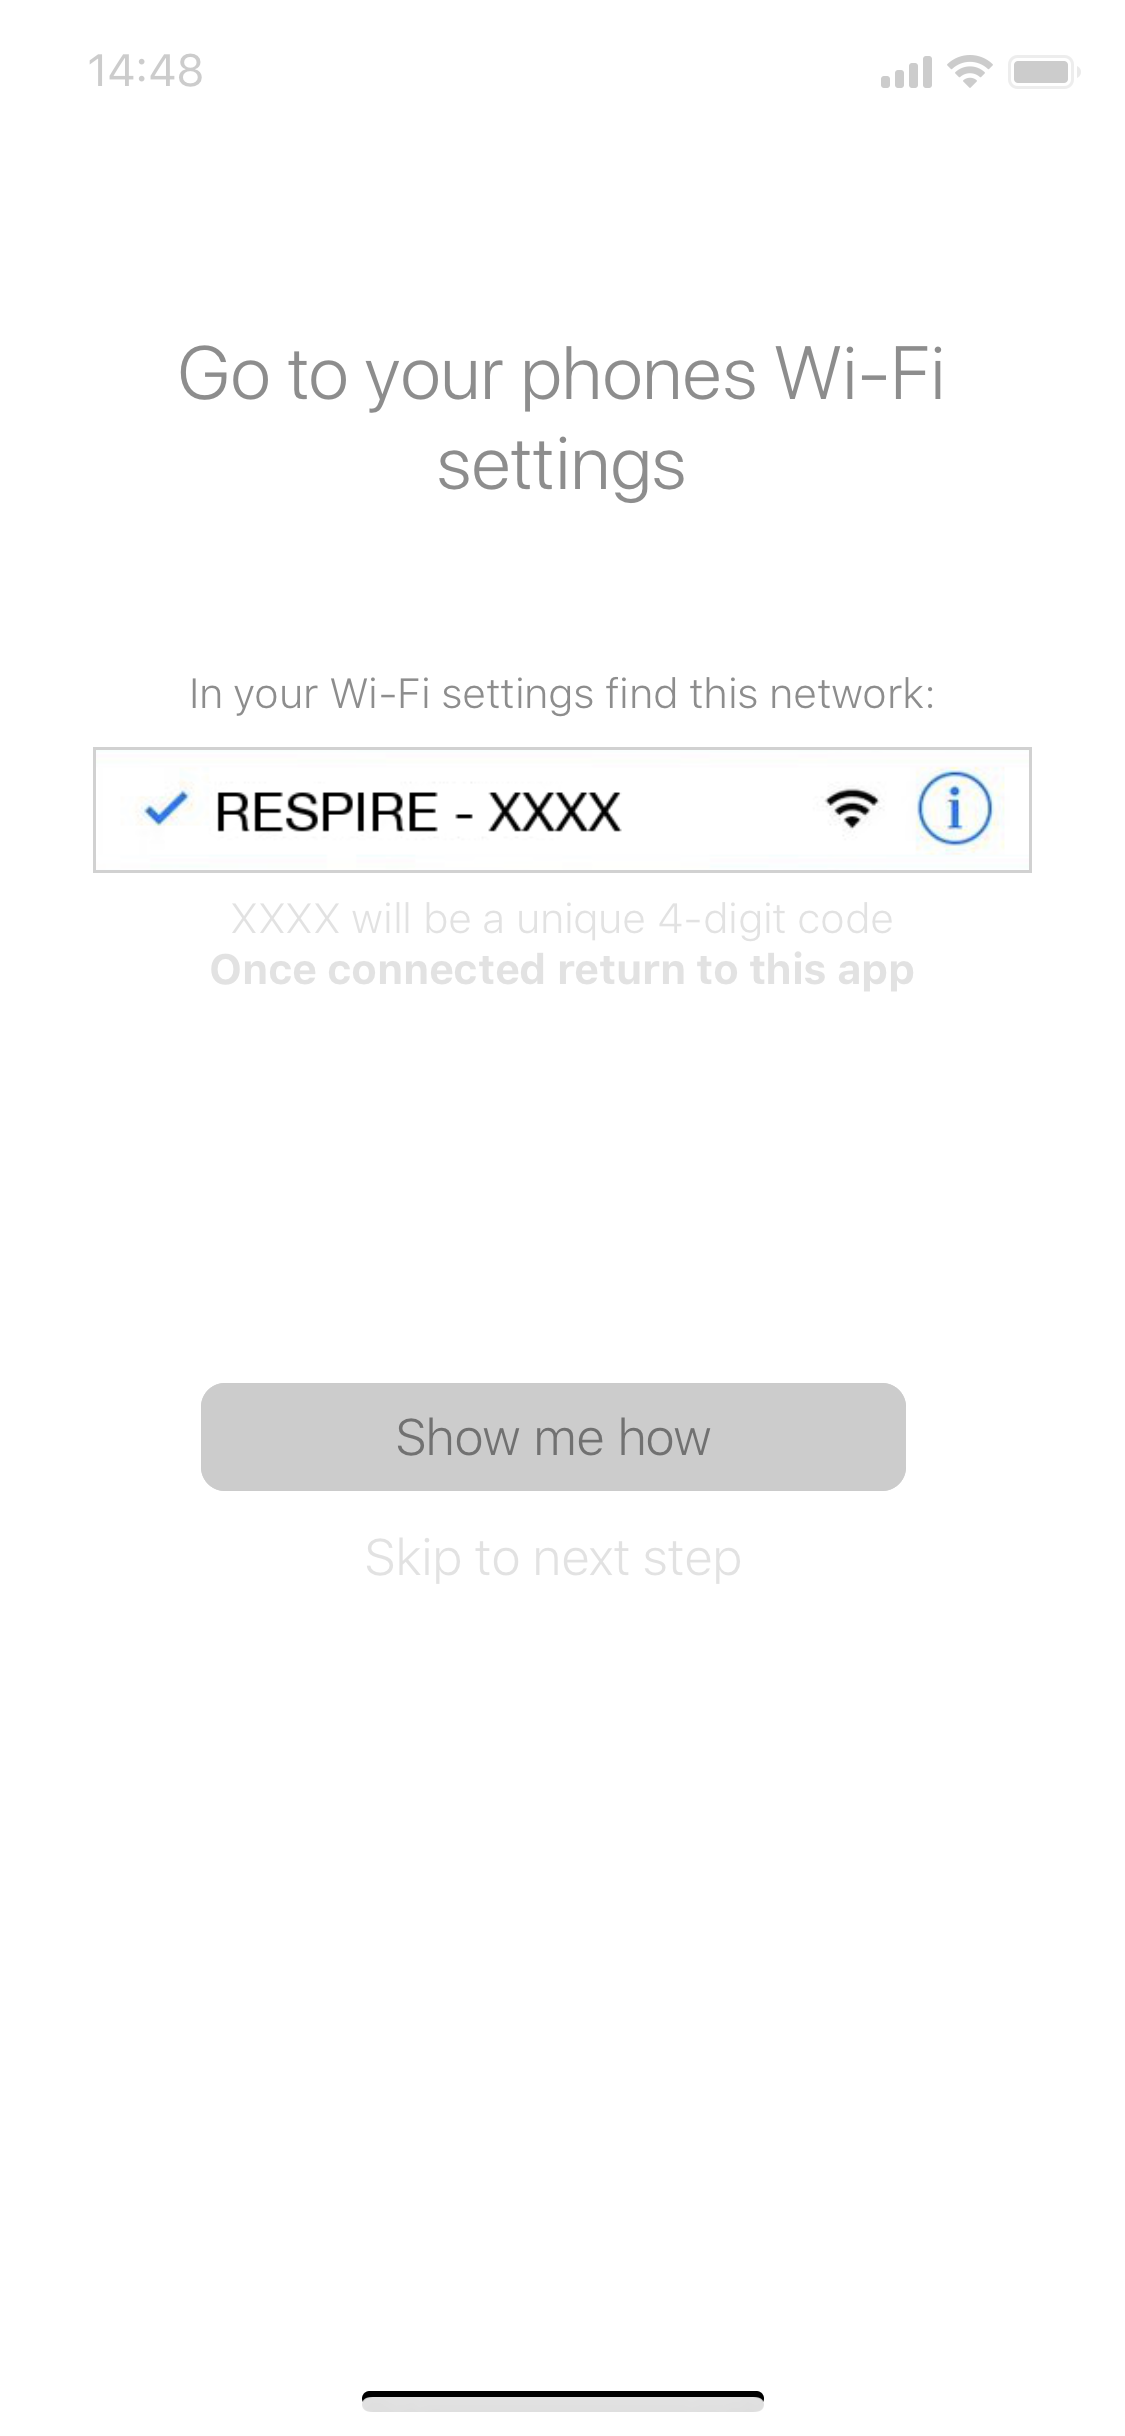 14:48
Go to your phones Wi-Fi
settings
In your Wi-Fi settings find this network:
RESPIRE - XXXX
XXXX will be a unique 4-digit code
Once connected return to this app
Show me how
Skip to next step